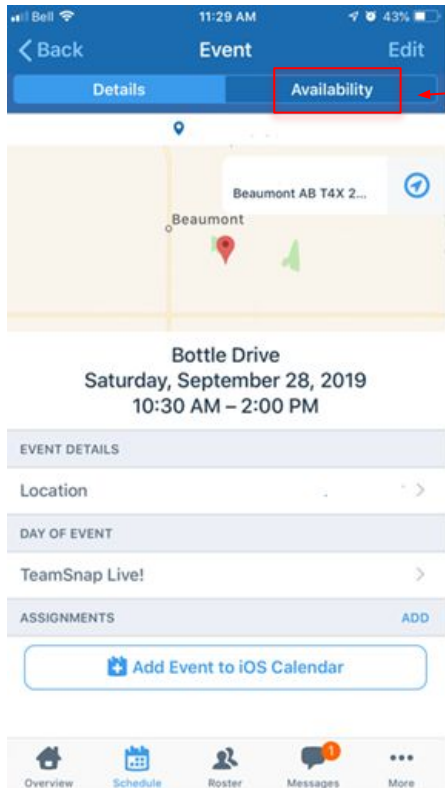 Bell 11:29 AM 43%
Back Event Edit
Details Availability
Beaumont AB T4X 2...
Beaumont
Bottle Drive
Saturday, September 28, 2019
10:30 AM – 2:00 PM
EVENT DETAILS
Location
DAY OF EVENT
TeamSnap Live!
ASSIGNMENTS ADD
Add Event to iOS Calendar
1
Overview Schedule Roster Messages More